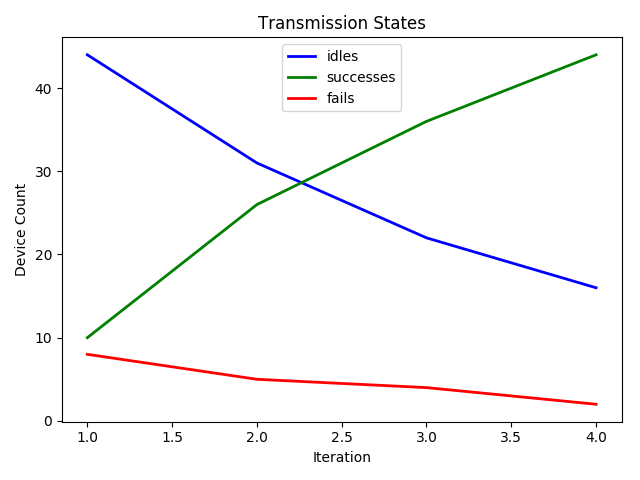 Transmission States
idles
successes
fails
Device Count
40
30
20
10
0
1.0 1.5 2.0 2.5 3.0 3.5 4.0
Iteration